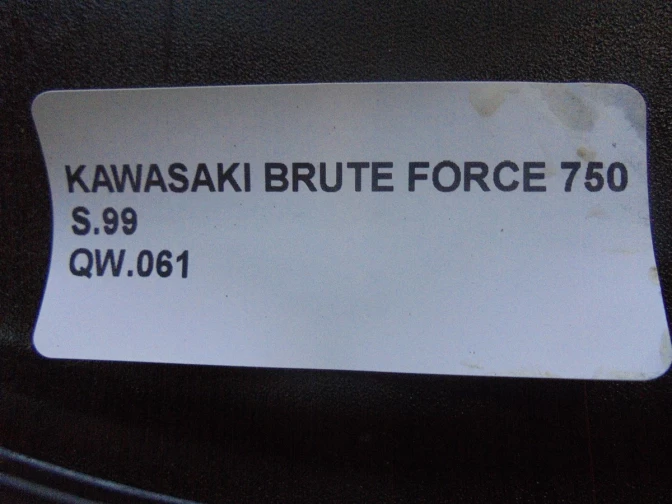 KAWASAKI BRUTE FORCE 750
S.99
QW.061